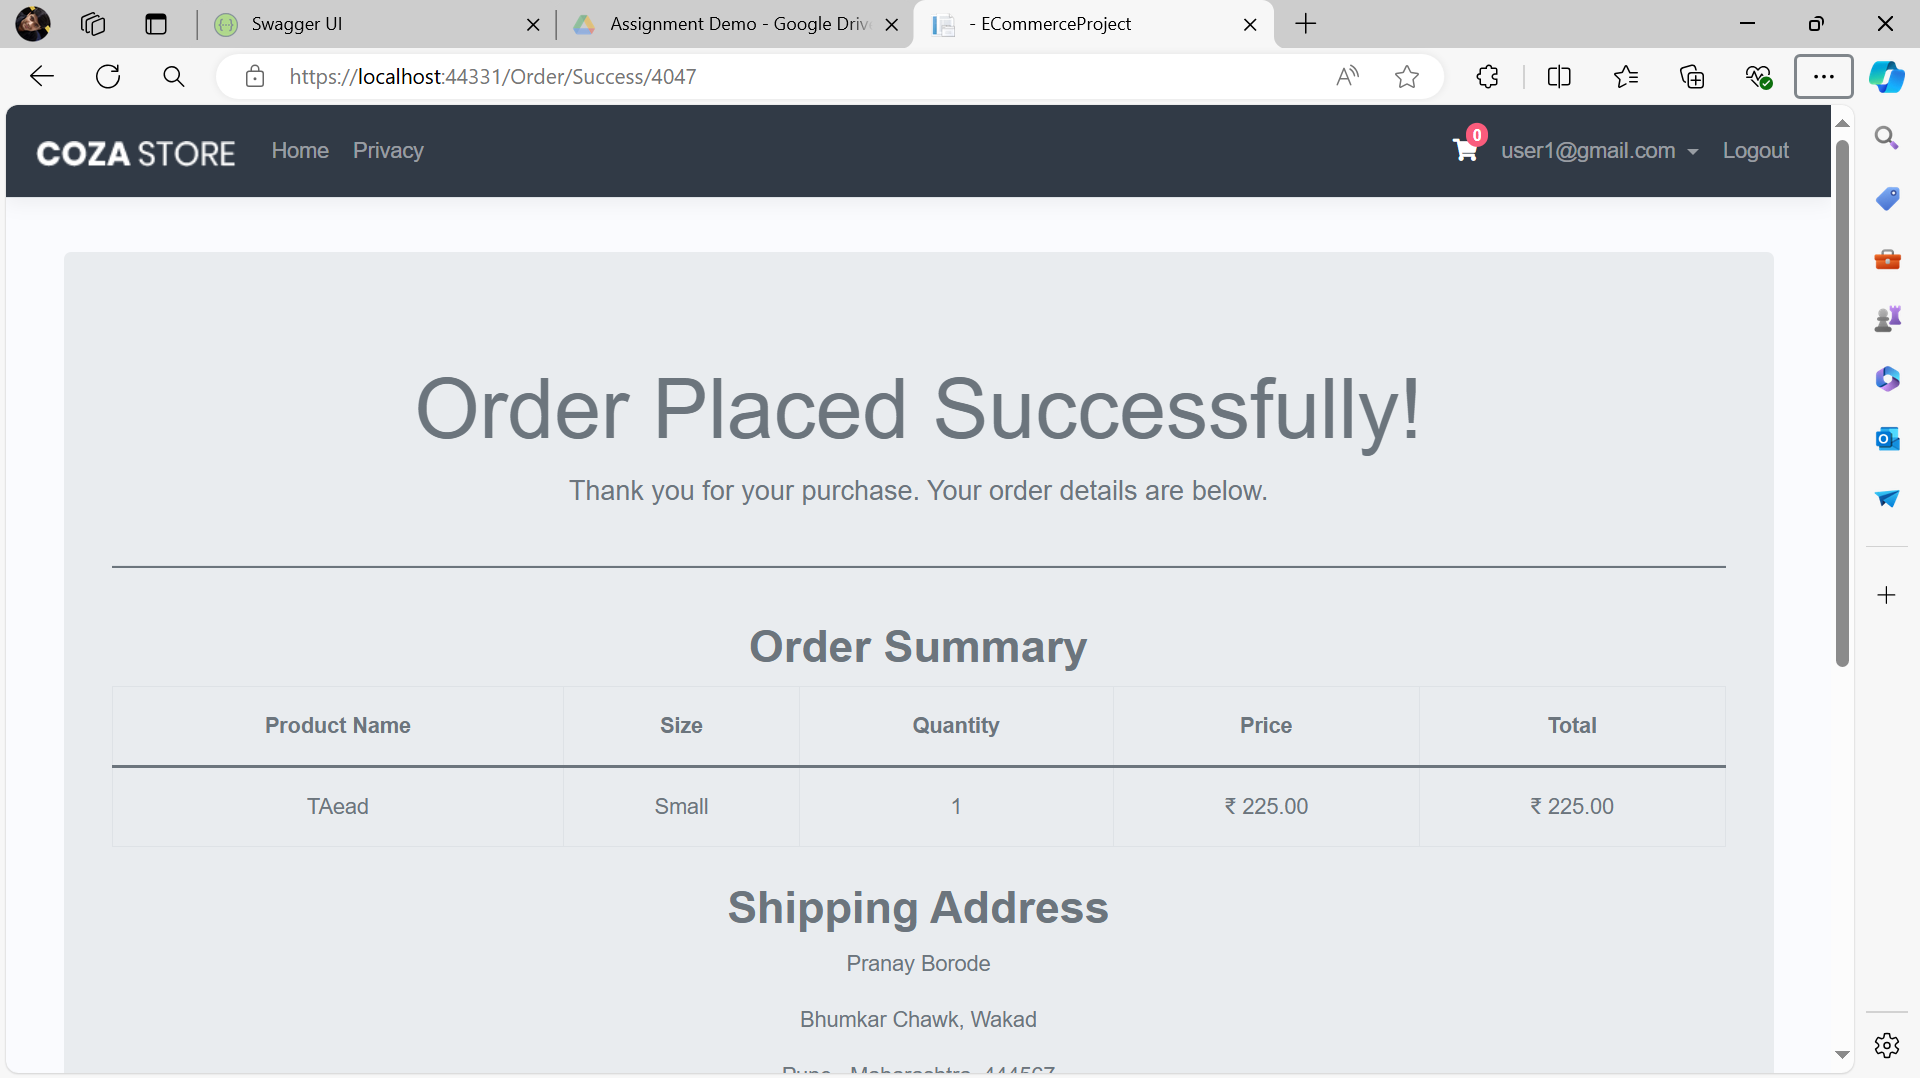 Swagger UI
Assignment Demo - Google Driv
- ECommerceProject
https://localhost:44331/Order/Success/4047
COZA STORE
Home
Privacy
0
user1@gmail.com
Logout
Order Placed Successfully!
Thank you for your purchase. Your order details are below.
Order Summary
Product Name Size Quantity Price Total
TAead Small 1 ₹ 225.00 ₹ 225.00
Shipping Address
Pranay Borode
Bhumkar Chawk, Wakad
Pune - Maharashtra, 444567